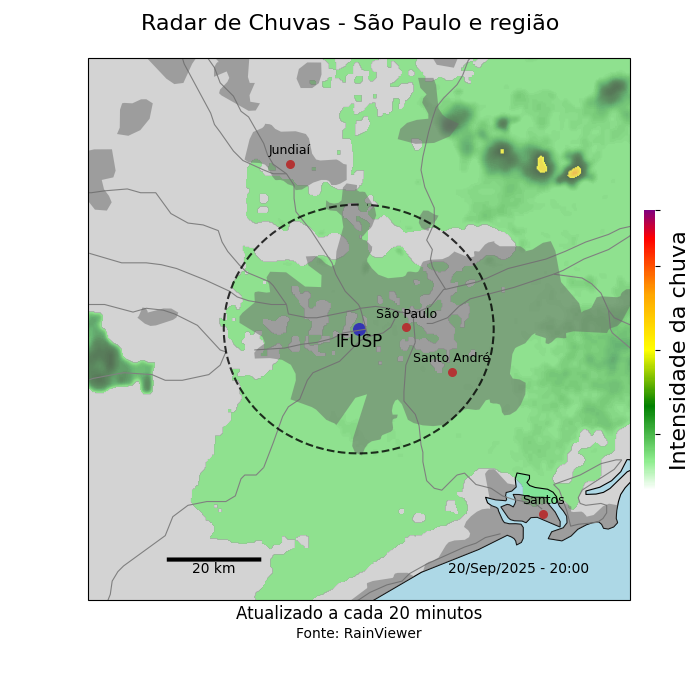 Radar de Chuvas - São Paulo e região
Jundiaí
São Paulo
IFUSP
Santo André
Santos
20 km
20/Sep/2025 - 20:00
Intensidade da chuva
Atualizado a cada 20 minutos
Fonte: RainViewer